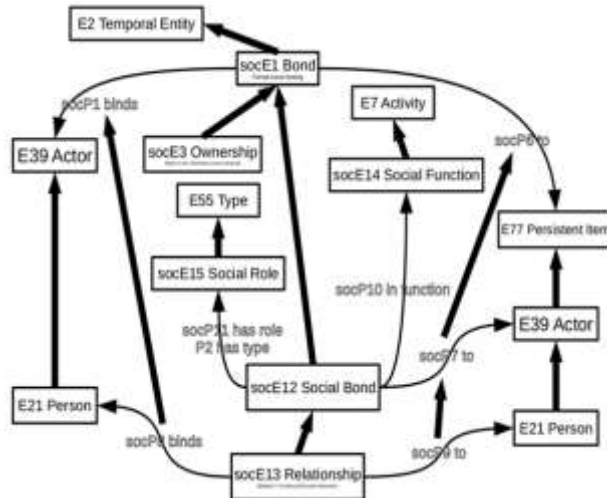 E2 Temporal Entity
socE1 Bond
socP1 binds
E7 Activity
E39 Actor
socE3 Ownership
socP6 to
socE14 Social Function
E55 Type
E77 Persistent Item
socE15 Social Role
socP10 in function
E39 Actor
socP11 has role
P2 has type
socP7 to
socE12 Social Bond
E21 Person
E21 Person
socP8 binds
socP9 to
socE13 Relationship